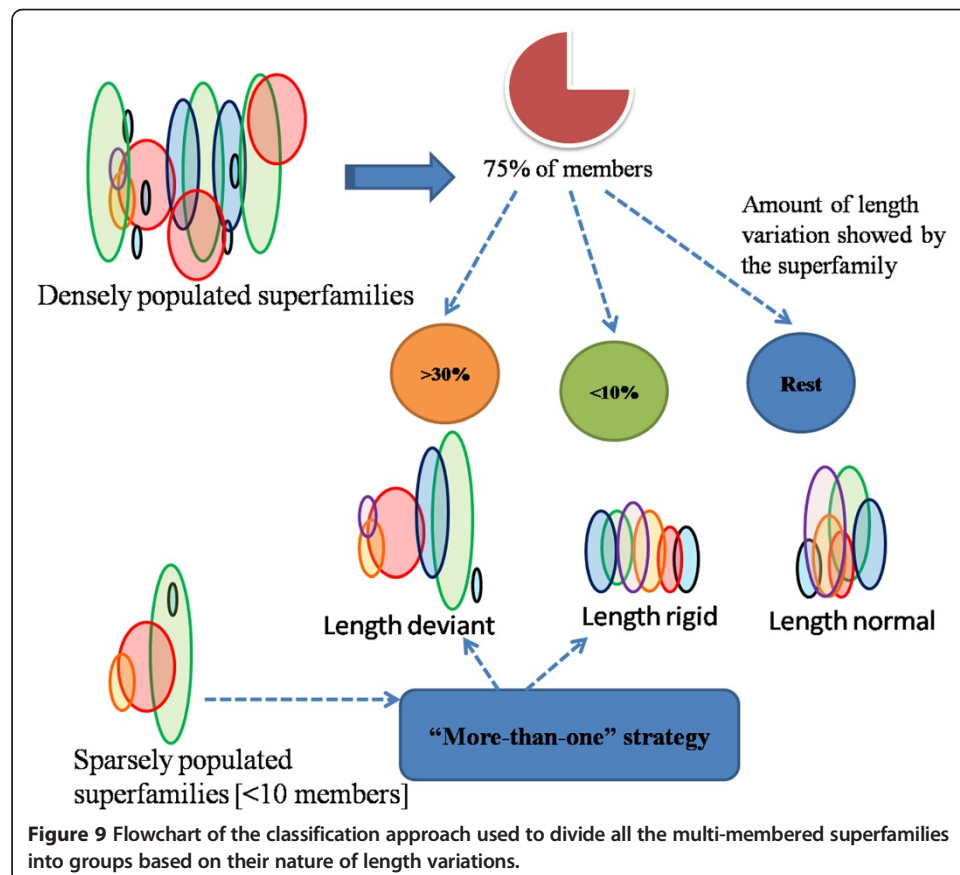 75% of members
Amount of length
variation showed by
the superfamily
Densely populated superfamilies
>30%
<10%
Rest
Length deviant
Length rigid
Length normal
“More-than-one” strategy
Sparsely populated
superfamilies [<10 members]
Figure 9 Flowchart of the classification approach used to divide all the multi-membered superfamilies
into groups based on their nature of length variations.